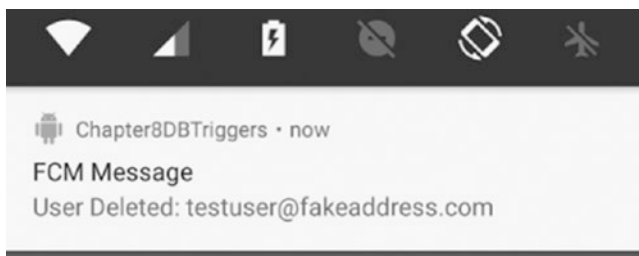 Chapter8DBTriggers • now
FCM Message
User Deleted: testuser@fakeaddress.com